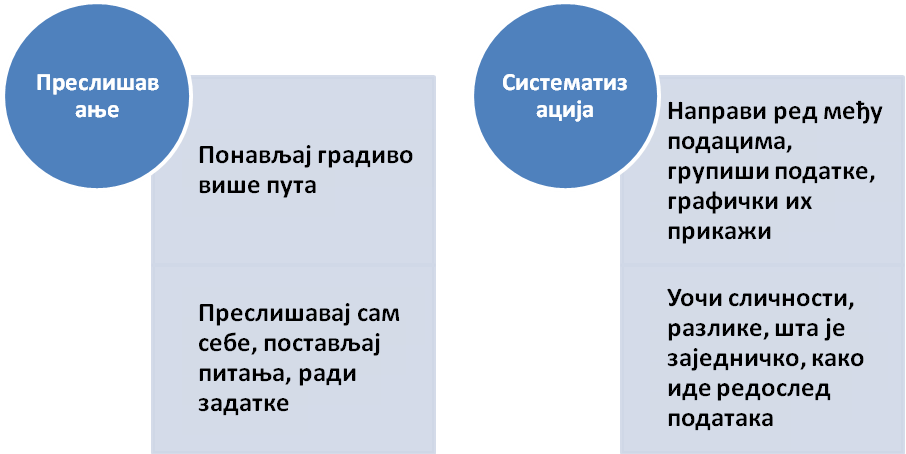 Преслишав
ање
Понављај градиво
више пута
Преслишавај сам
себе, постављај
питања, ради
задатке
Систематиз
ација
Направи ред међу
подацима,
групиши податке,
графички их
прикажи
Уочи сличности,
разлике, шта је
заједничко, како
иде редослед
података